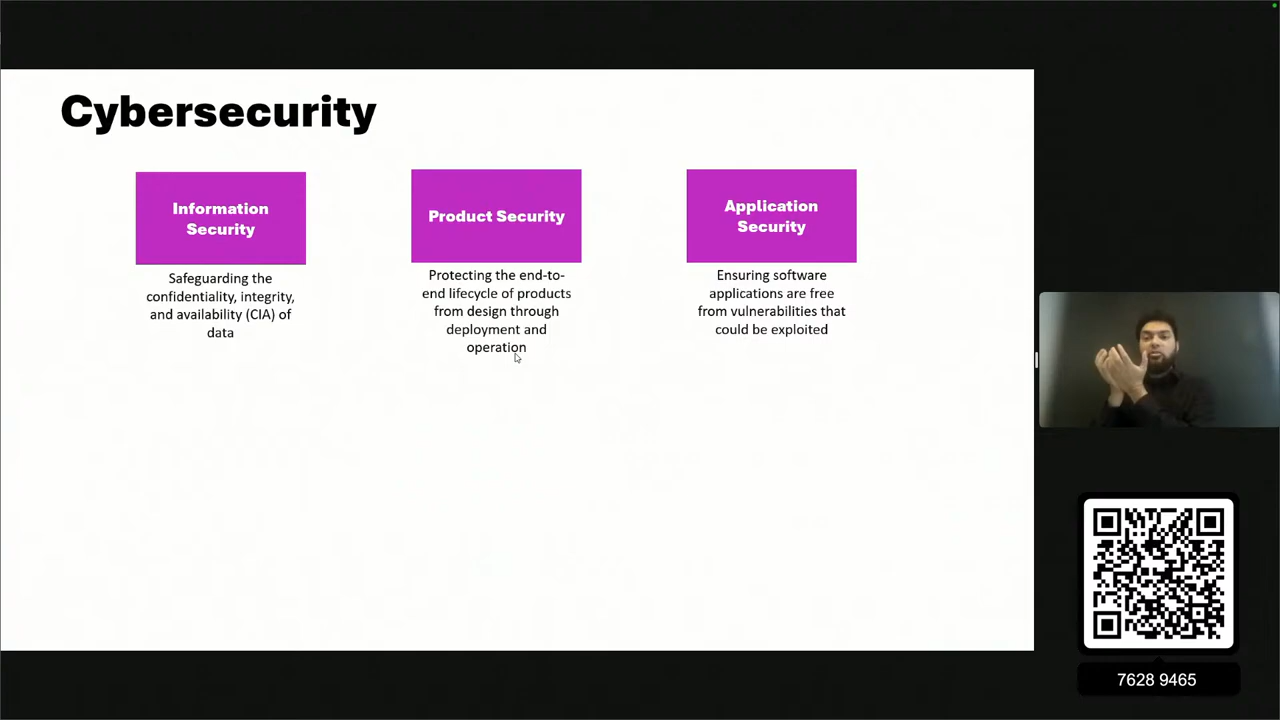 Cybersecurity
Information
Security
Safeguarding the
confidentiality, integrity,
and availability (CIA) of
data
Product Security
Protecting the end-to-
end lifecycle of products
from design through
deployment and
operation
Application
Security
Ensuring software
applications are free
from vulnerabilities that
could be exploited
7628 9465